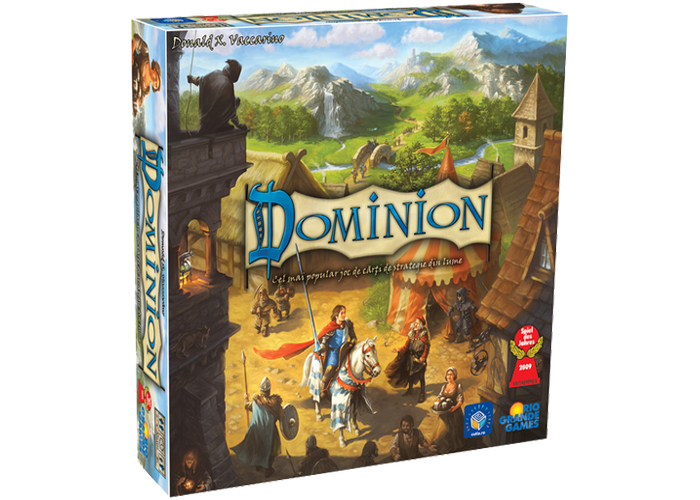 Donald X. Vaccarino
DOMINION
Cel mai popular joc de cărți de strategie din lume
Spiel
des
Jahres
2009
RIO
GRANDE
GAMES
DOMINION